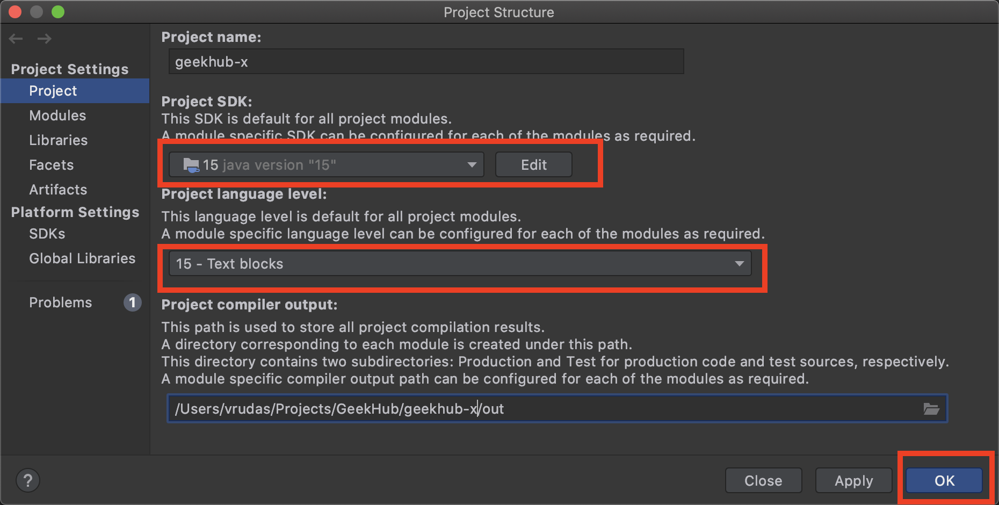 Project Structure
Project Settings
Project
Modules
Libraries
Facets
Artifacts
Platform Settings
SDKs
Global Libraries
Problems 1
Project name:
geekhub-x
Project SDK:
This SDK is default for all project modules.
A module specific SDK can be configured for each of the modules as required.
15 java version "15"
Edit
Project language level:
This language level is default for all project modules.
A module specific language level can be configured for each of the modules as required.
15 - Text blocks
Project compiler output:
This path is used to store all project compilation results.
A directory corresponding to each module is created under this path.
This directory contains two subdirectories: Production and Test for production code and test sources, respectively.
A module specific compiler output path can be configured for each of the modules as required.
/Users/vrudas/Projects/GeekHub/geekhub-x/out
?
Close
Apply
OK